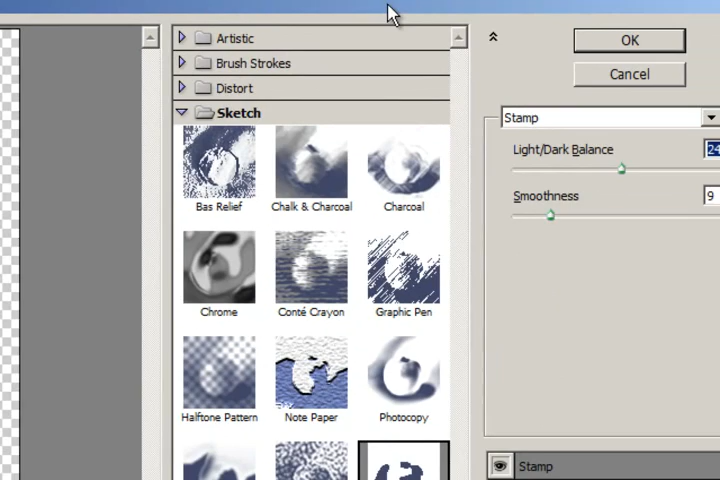 Artistic
Brush Strokes
Distort
Sketch
Bas Relief
Chalk & Charcoal
Charcoal
Chrome
Conté Crayon
Graphic Pen
Halftone Pattern
Note Paper
Photocopy
OK
Cancel
Stamp
Light/Dark Balance
24
Smoothness
9
Stamp